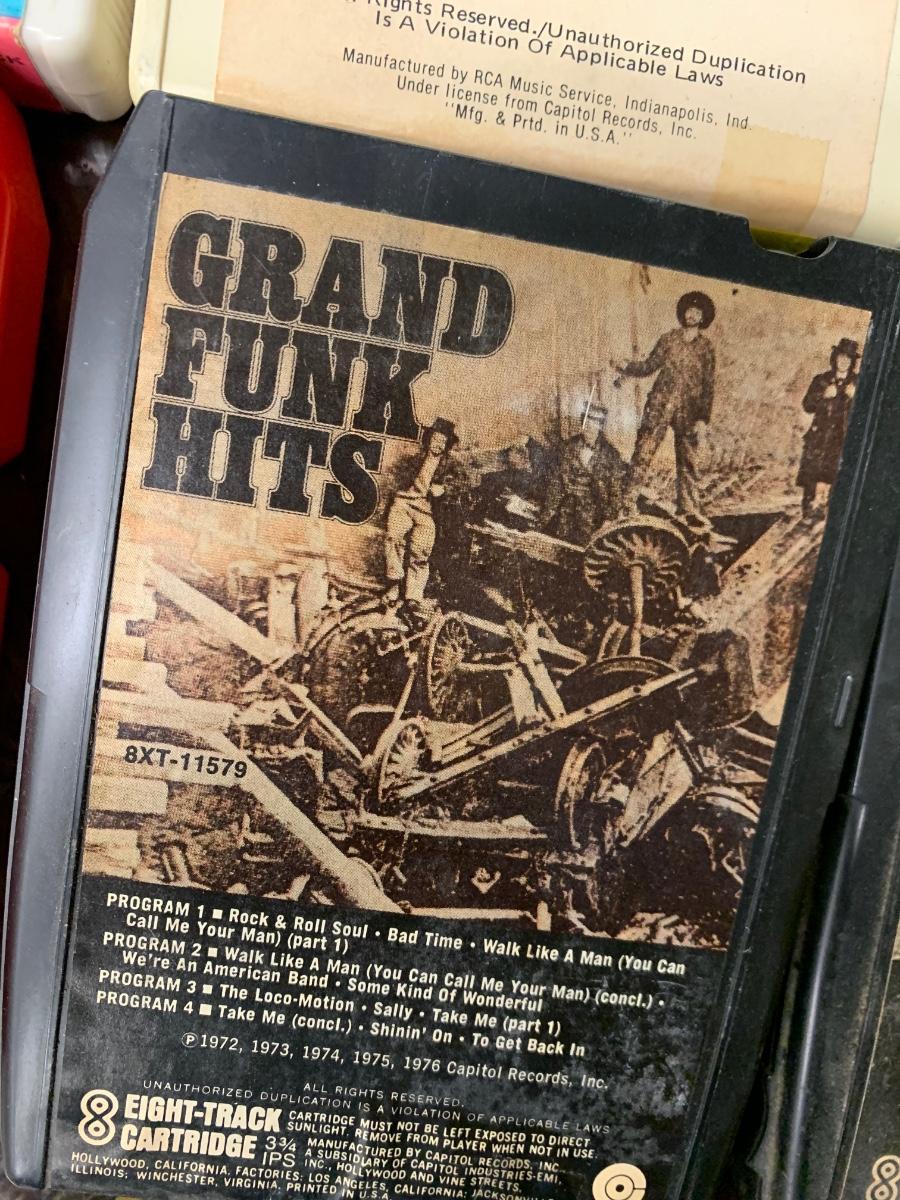 Rights Reserved./Unauthorized Duplication
Is A Violation Of Applicable Laws
Manufactured by RCA Music Service, Indianapolis, Ind.
Under license from Capitol Records, Inc.
"Mfg. & Prtd. in U.S.A."
GRAND
FUNK
HITS
8XT-11579
PROGRAM 1 ■ Rock & Roll Soul • Bad Time • Walk Like A Man (You Can
Call Me Your Man) (part 1)
PROGRAM 2 ■ Walk Like A Man (You Can Call Me Your Man) (concl.) •
We're An American Band • Some Kind Of Wonderful
PROGRAM 3 ■ The Loco-Motion • Sally • Take Me (part 1)
PROGRAM 4 ■ Take Me (concl.) • Shinin' On • To Get Back In
℗1972, 1973, 1974, 1975, 1976 Capitol Records, Inc.
ALL RIGHTS RESERVED.
UNAUTHORIZED DUPLICATION IS A VIOLATION OF APPLICABLE LAWS
8 EIGHT-TRACK
CARTRIDGE 3¾ IPS
CARTRIDGE MUST NOT BE LEFT EXPOSED TO DIRECT
SUNLIGHT. REMOVE FROM PLAYER WHEN NOT IN USE.
MANUFACTURED BY CAPITOL RECORDS, INC.,
A SUBSIDIARY OF CAPITOL INDUSTRIES-EMI,
INC., HOLLYWOOD AND VINE STREETS,
HOLLYWOOD, CALIFORNIA. FACTORIES: LOS ANGELES, CALIFORNIA;
ILLINOIS; WINCHESTER, VIRGINIA. PRINTED IN U.S.A.